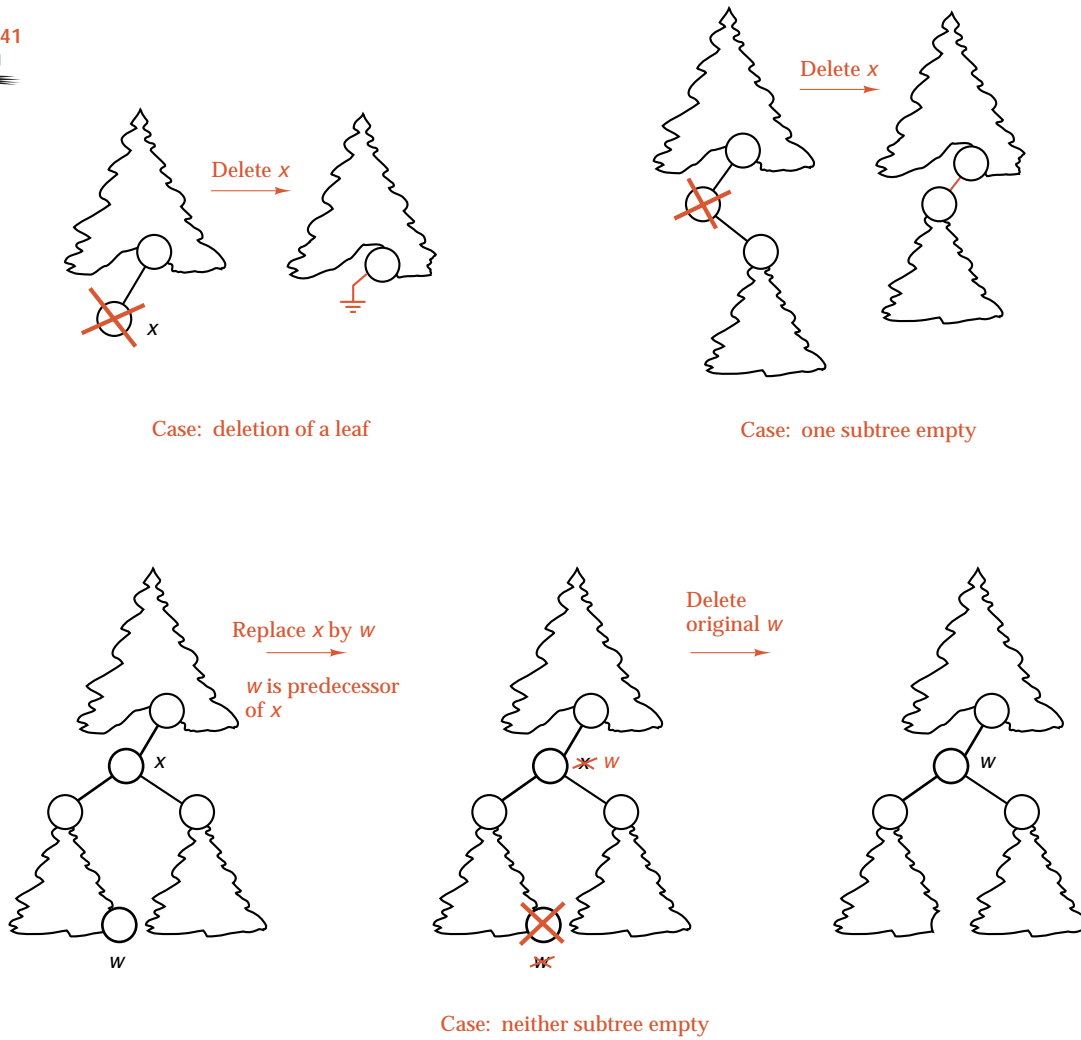 41
Delete x
Delete x
x
Case: deletion of a leaf
Case: one subtree empty
Replace x by w
w is predecessor
of x
Delete
original w
x
x w
w
w
w
Case: neither subtree empty